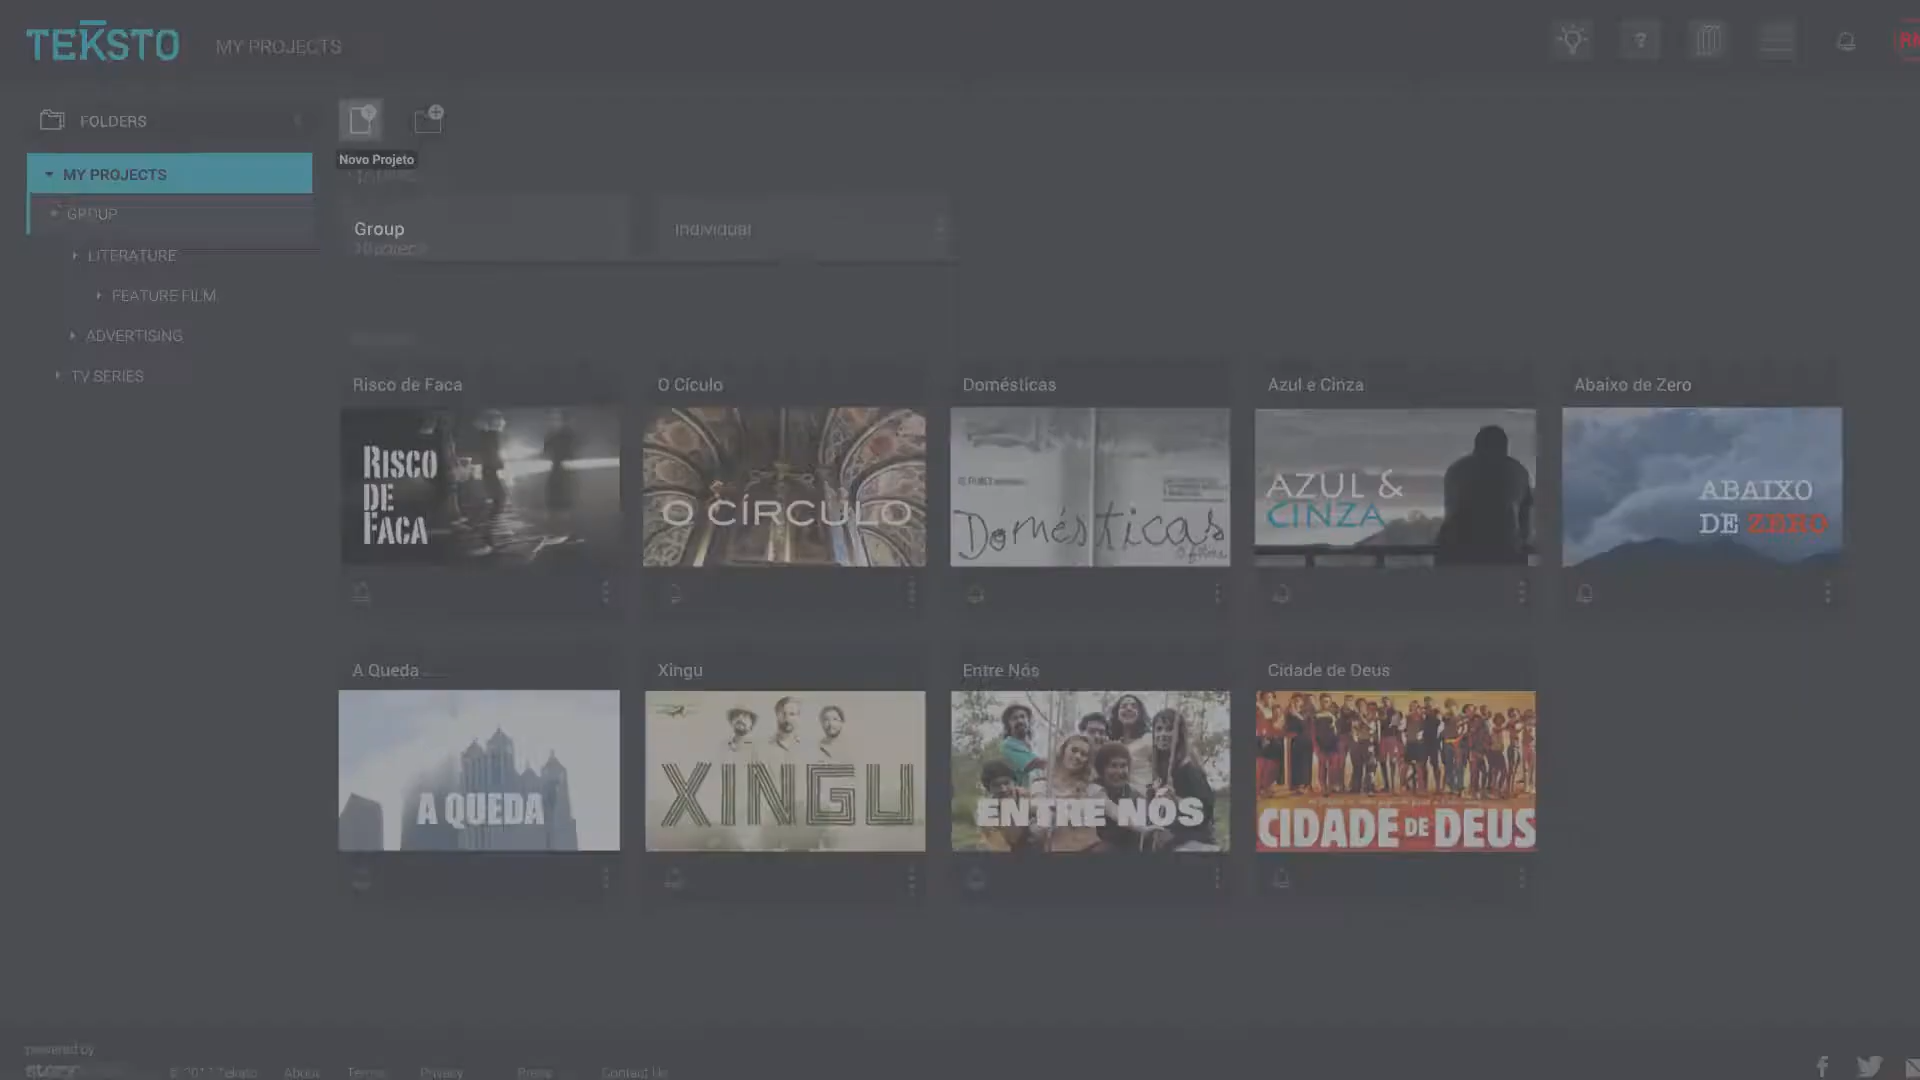 TEKSTO
MY PROJECTS
?
FOLDERS
Novo Projeto
MY PROJECTS
GROUP
LITERATURE
FEATURE FILM
ADVERTISING
TV SERIES
Group
Individual
Risco de Faca
O Cículo
Domésticas
Azul e Cinza
Abaixo de Zero
RISCO
DE
FACA
O CÍRCULO
Domésticas
o filme
AZUL &
CINZA
ABAIXO
DE ZERO
A Queda
Xingu
Entre Nós
Cidade de Deus
A QUEDA
XINGU
ENTRE NÓS
CIDADE DE DEUS
powered by
Teksto
About
Terms
Privacy
Press
Contact Us